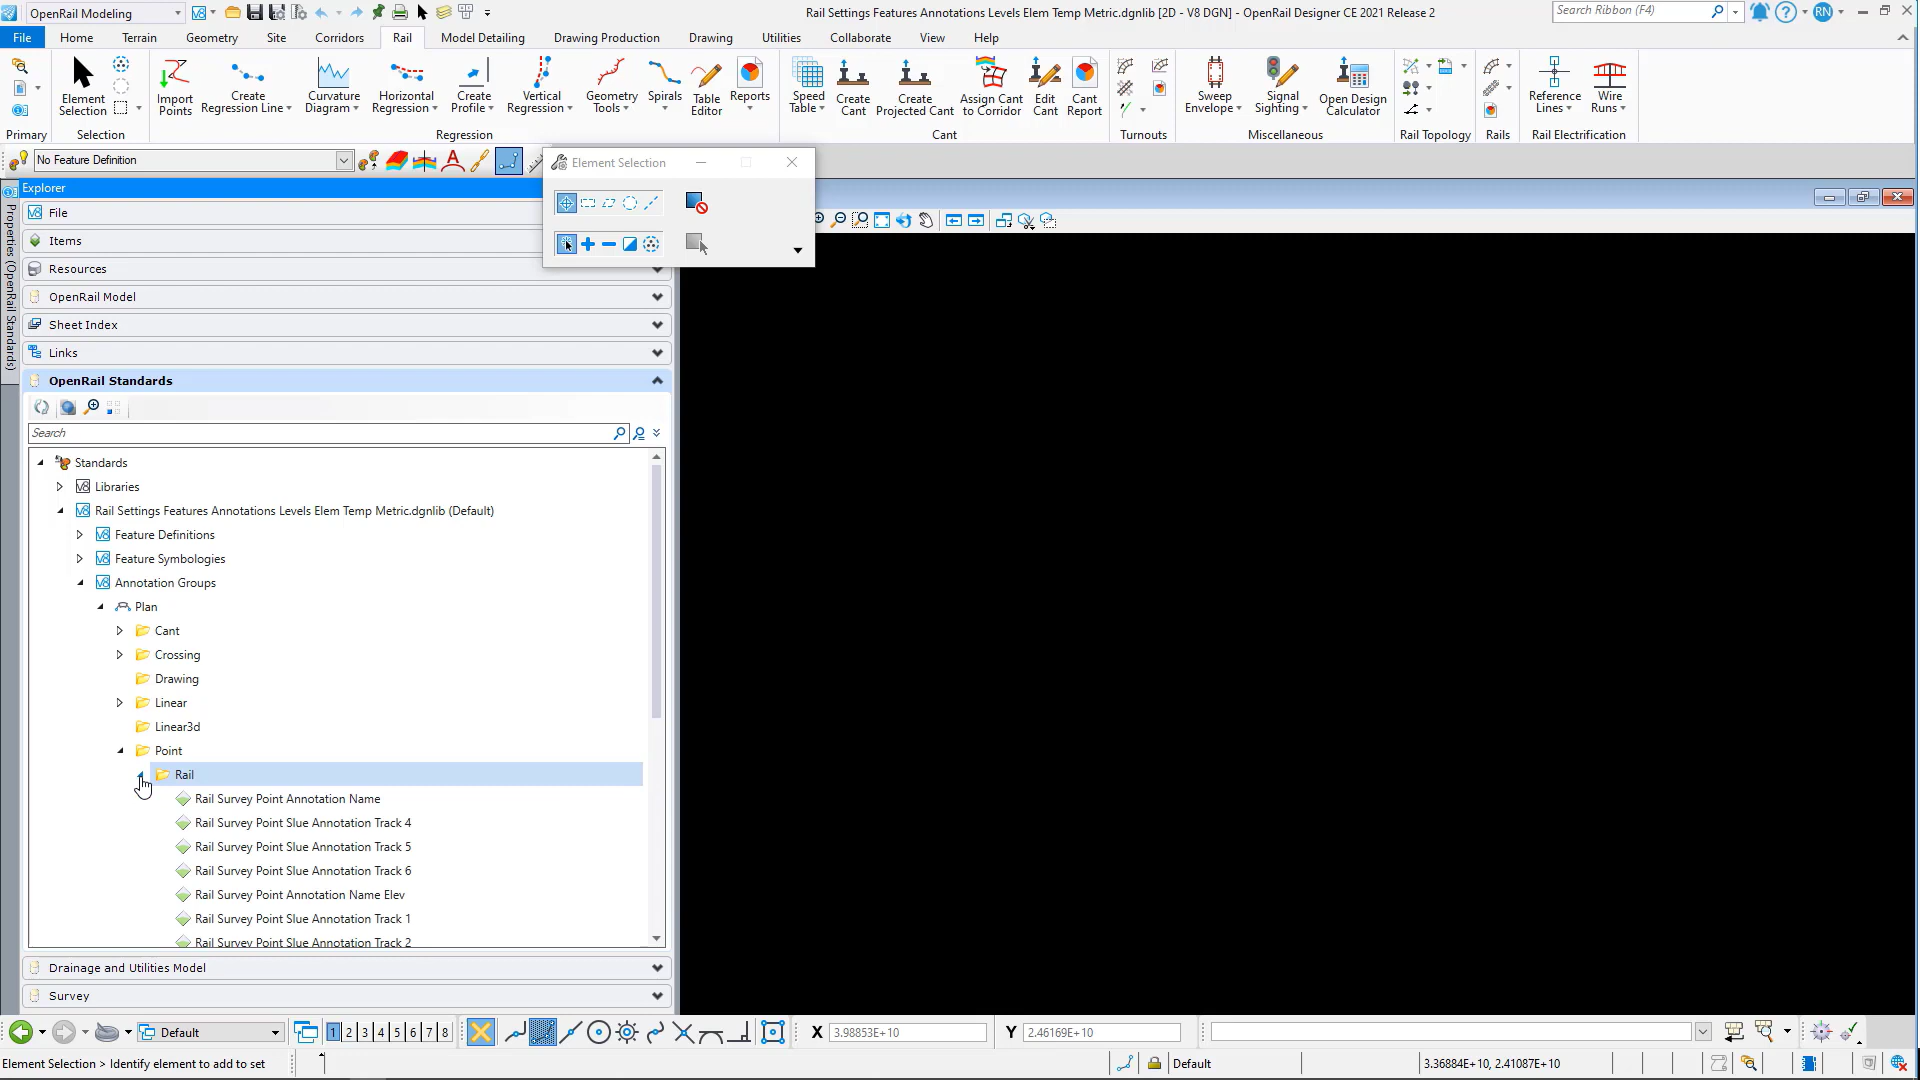 OpenRail Modeling
Rail Settings Features Annotations Levels Elem Temp Metric.dgnlib [2D - V8 DGN] - OpenRail Designer CE 2021 Release 2
Search Ribbon (F4)
RN
File Home Terrain Geometry Site Corridors Rail Model Detailing Drawing Production Drawing Utilities Collaborate View Help
Element Selection
Import Points
Create Regression Line
Curvature Diagram
Horizontal Regression
Create Profile
Vertical Regression
Geometry Tools
Spirals
Table Editor
Reports
Speed Table
Create Cant
Create Projected Cant
Assign Cant to Corridor
Edit Cant
Cant Report
Sweep Envelope
Signal Sighting
Open Design Calculator
Reference Lines
Wire Runs
Primary Selection Regression Cant Turnouts Miscellaneous Rail Topology Rails Rail Electrification
No Feature Definition
Element Selection
Properties (OpenRail Standards)
Explorer
File
Items
Resources
OpenRail Model
Sheet Index
Links
OpenRail Standards
Search
Standards
Libraries
Rail Settings Features Annotations Levels Elem Temp Metric.dgnlib (Default)
Feature Definitions
Feature Symbologies
Annotation Groups
Plan
Cant
Crossing
Drawing
Linear
Linear3d
Point
Rail
Rail Survey Point Annotation Name
Rail Survey Point Slue Annotation Track 4
Rail Survey Point Slue Annotation Track 5
Rail Survey Point Slue Annotation Track 6
Rail Survey Point Annotation Name Elev
Rail Survey Point Slue Annotation Track 1
Rail Survey Point Slue Annotation Track 2
Drainage and Utilities Model
Survey
Default 1 2 3 4 5 6 7 8 X 3.98853E+10 Y 2.46169E+10
Element Selection > Identify element to add to set Default 3.36884E+10, 2.41087E+10